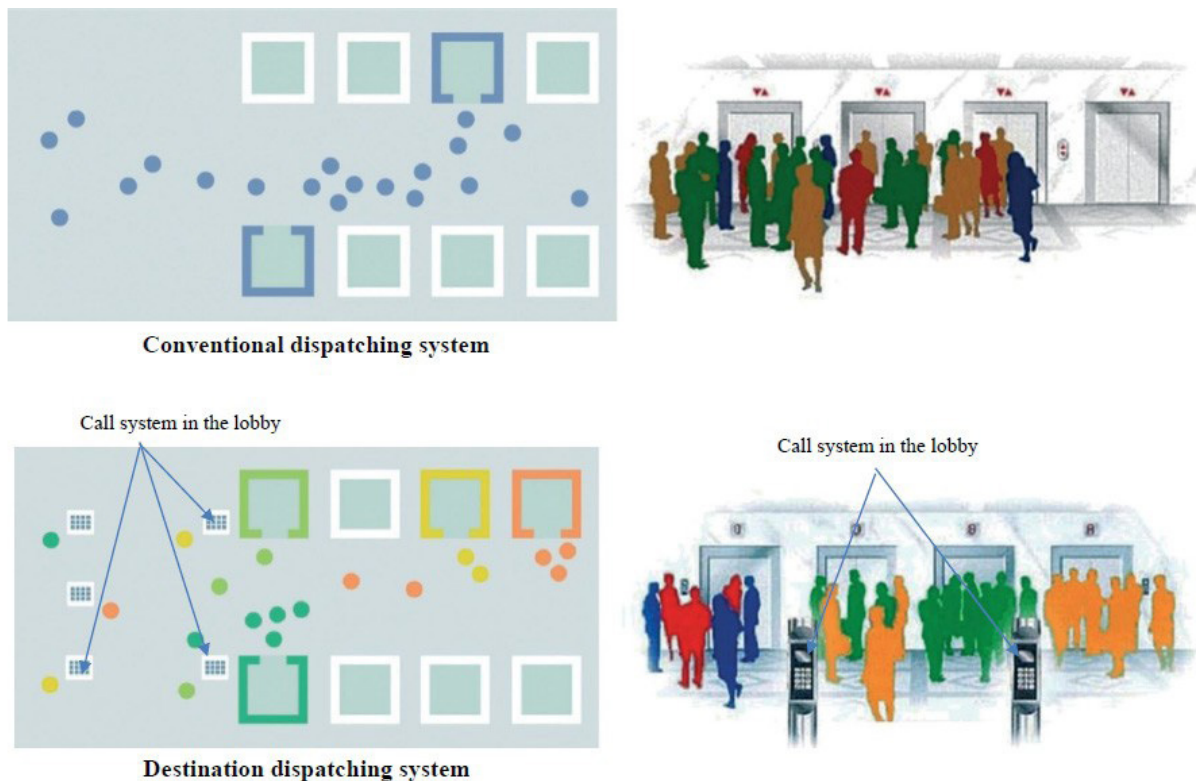 Conventional dispatching system
Call system in the lobby
Call system in the lobby
Destination dispatching system